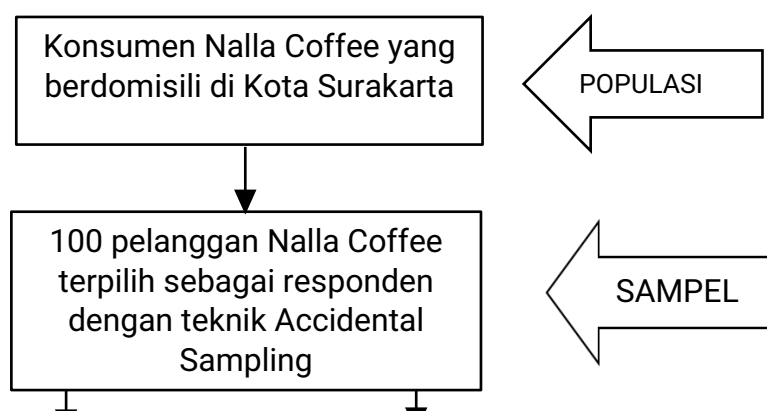 Konsumen Nalla Coffee yang
berdomisili di Kota Surakarta
POPULASI
100 pelanggan Nalla Coffee
terpilih sebagai responden
dengan teknik Accidental
Sampling
SAMPEL